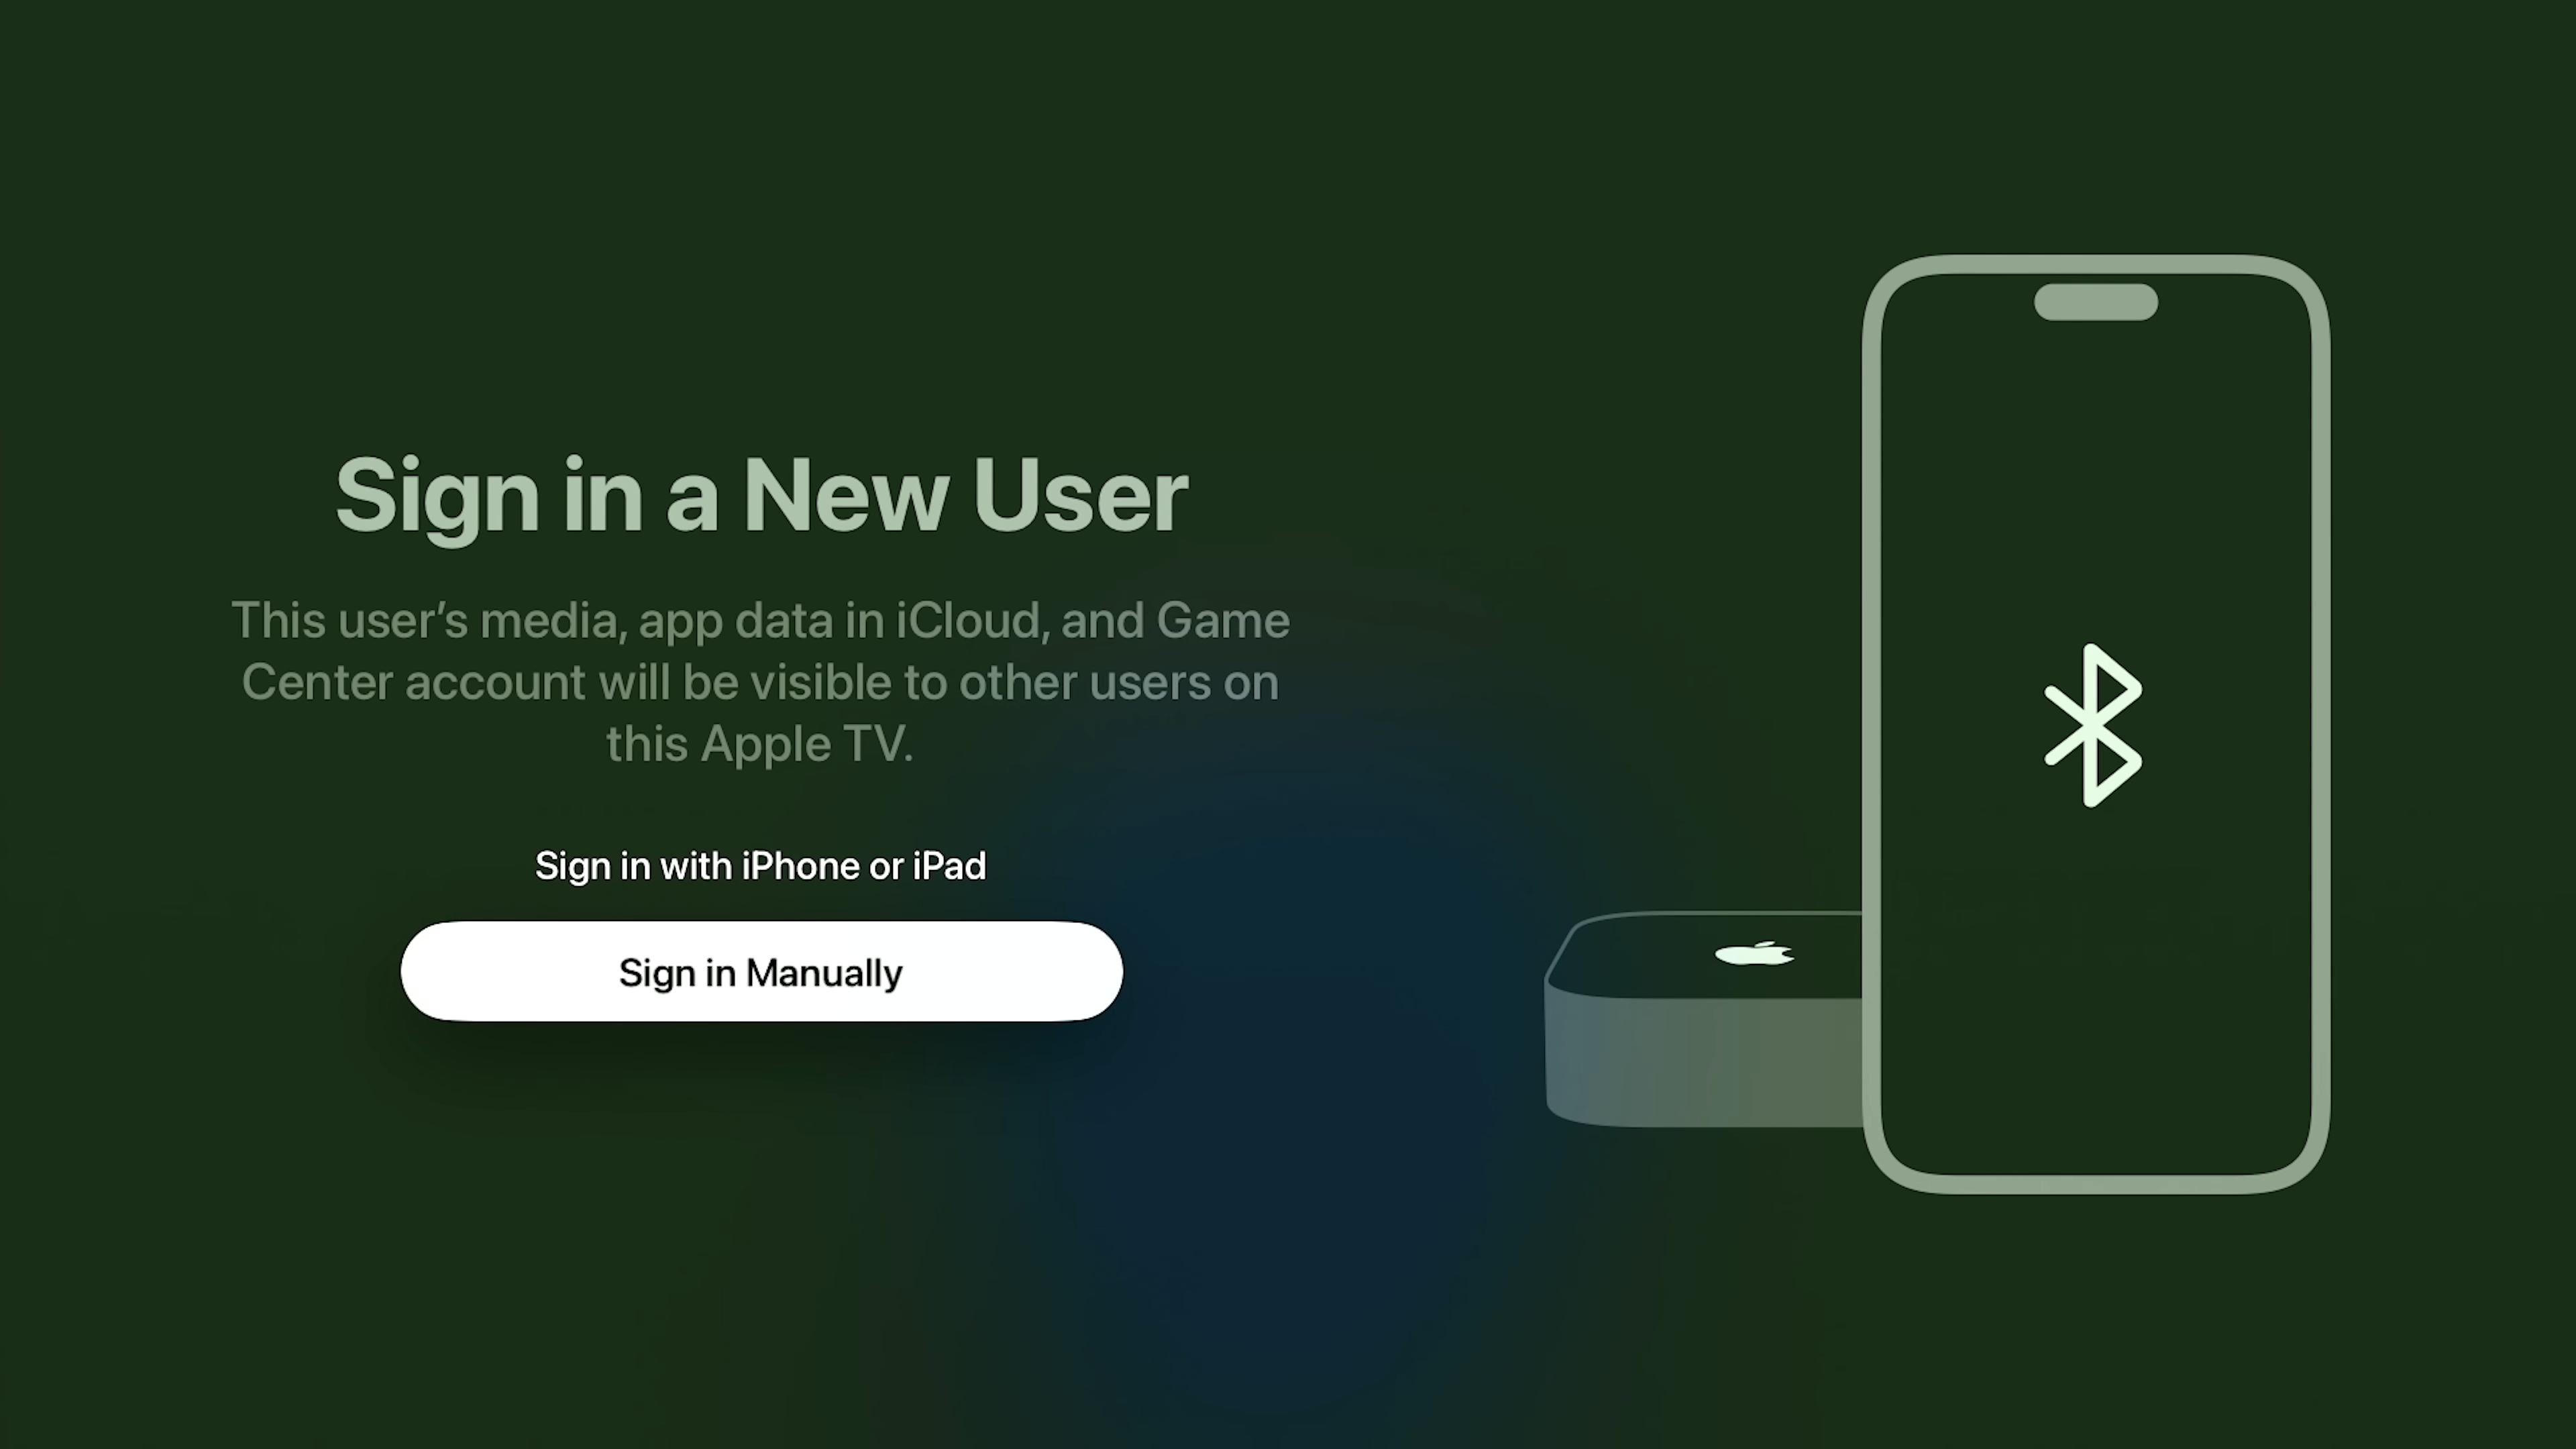 Sign in a New User
This user’s media, app data in iCloud, and Game
Center account will be visible to other users on
this Apple TV.
Sign in with iPhone or iPad
Sign in Manually